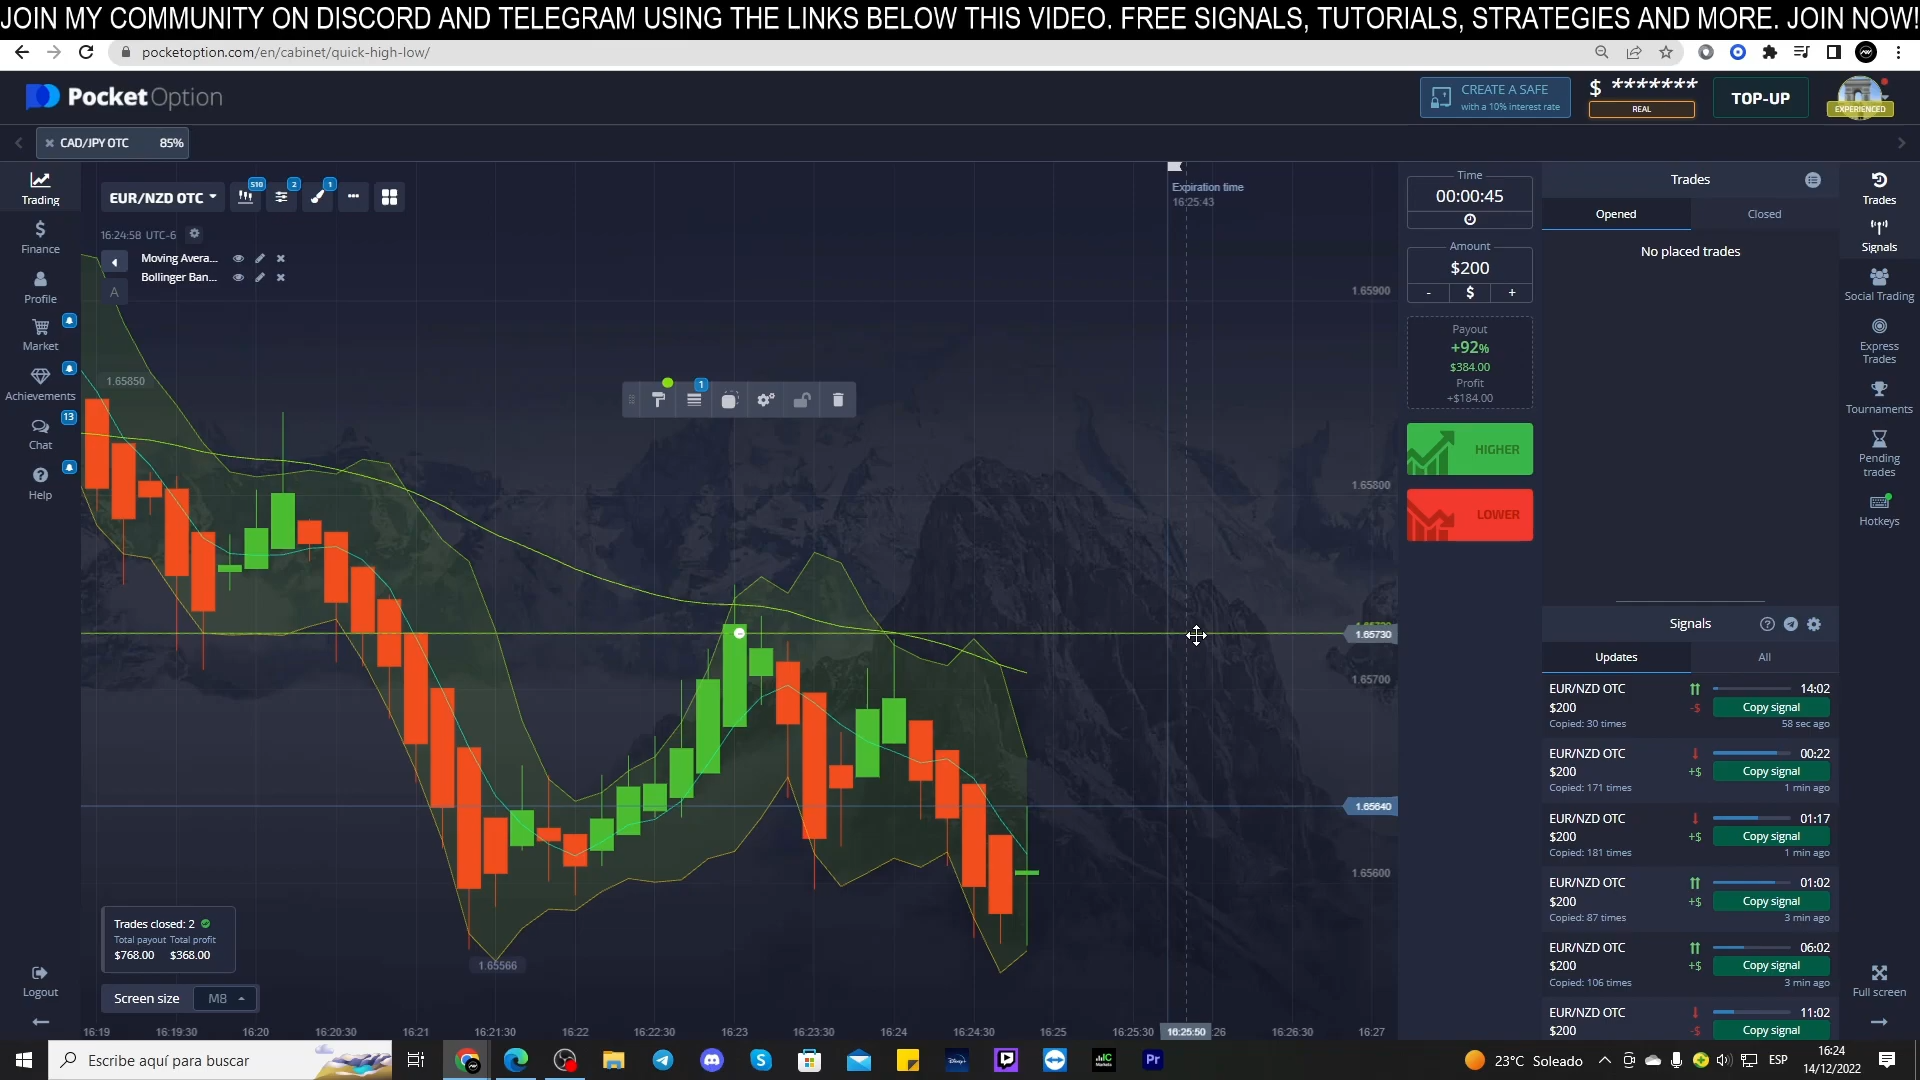 JOIN MY COMMUNITY ON DISCORD AND TELEGRAM USING THE LINKS BELOW THIS VIDEO. FREE SIGNALS, TUTORIALS, STRATEGIES AND MORE. JOIN NOW!
pocketoption.com/en/cabinet/quick-high-low/
PocketOption
CREATE A SAFE
with a 10% interest rate
$ *******
REAL
TOP-UP
EXPERIENCED
CAD/JPY OTC 85%
Trading
Finance
Profile
Market
Achievements
13
Chat
Help
Logout
EUR/NZD OTC
S10
2
1
16:24:58 UTC-6
Moving Avera...
Bollinger Ban...
A
1
Expiration time
16:25:43
1.65900
1.65850
1.65800
1.65730
1.65700
1.65640
1.65600
1.65566
Trades closed: 2
Total payout Total profit
$768.00 $368.00
Screen size M8
16:19 16:19:30 16:20 16:20:30 16:21 16:21:30 16:22 16:22:30 16:23 16:23:30 16:24 16:24:30 16:25 16:25:30 16:25:50 26 16:26:30 16:27
Time
00:00:45
Amount
$200
- $ +
Payout
+92%
$384.00
Profit
+$184.00
HIGHER
LOWER
Trades
Opened Closed
No placed trades
Signals
Updates All
EUR/NZD OTC 14:02
$200 -$ Copy signal
Copied: 30 times 58 sec ago
EUR/NZD OTC 00:22
$200 +$ Copy signal
Copied: 171 times 1 min ago
EUR/NZD OTC 01:17
$200 +$ Copy signal
Copied: 181 times 1 min ago
EUR/NZD OTC 01:02
$200 +$ Copy signal
Copied: 87 times 3 min ago
EUR/NZD OTC 06:02
$200 +$ Copy signal
Copied: 106 times 3 min ago
EUR/NZD OTC 11:02
$200 -$ Copy signal
Trades
Signals
Social Trading
Express
Trades
Tournaments
Pending
trades
Hotkeys
Full screen
Escribe aquí para buscar
Pr
23°C Soleado
ESP
16:24
14/12/2022